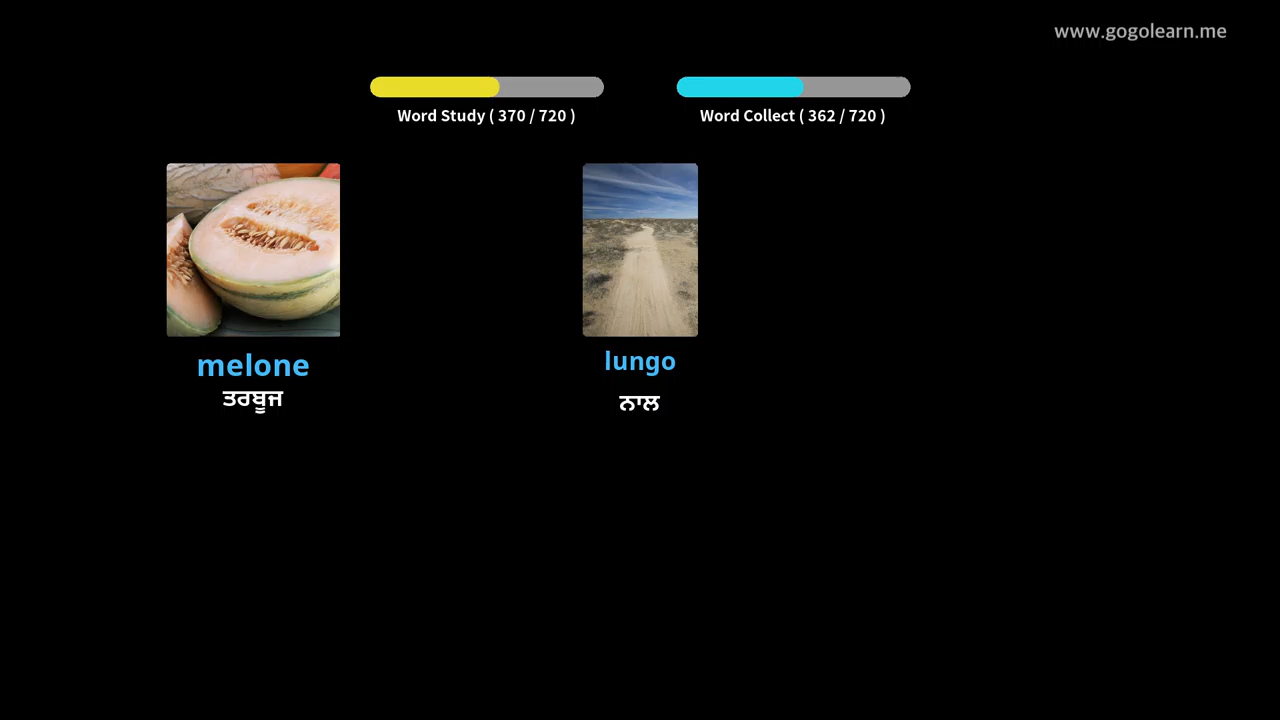 www.gogolearn.me
Word Study ( 370 / 720 )
Word Collect ( 362 / 720 )
melone
ਤਰਬੂਜ
lungo
ਨਾਲ